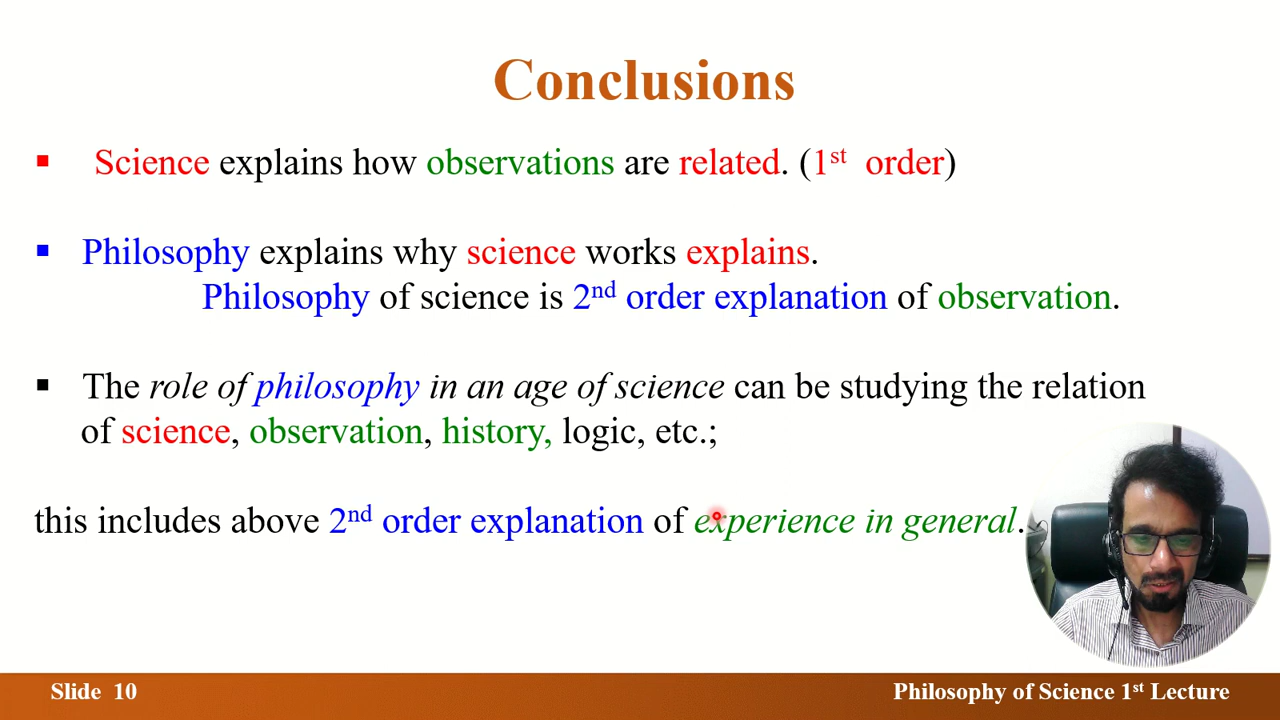 Conclusions
▪ Science explains how observations are related. (1st order)
▪ Philosophy explains why science works explains.
Philosophy of science is 2nd order explanation of observation.
▪ The role of philosophy in an age of science can be studying the relation
of science, observation, history, logic, etc.;
this includes above 2nd order explanation of experience in general.
Slide 10
Philosophy of Science 1st Lecture